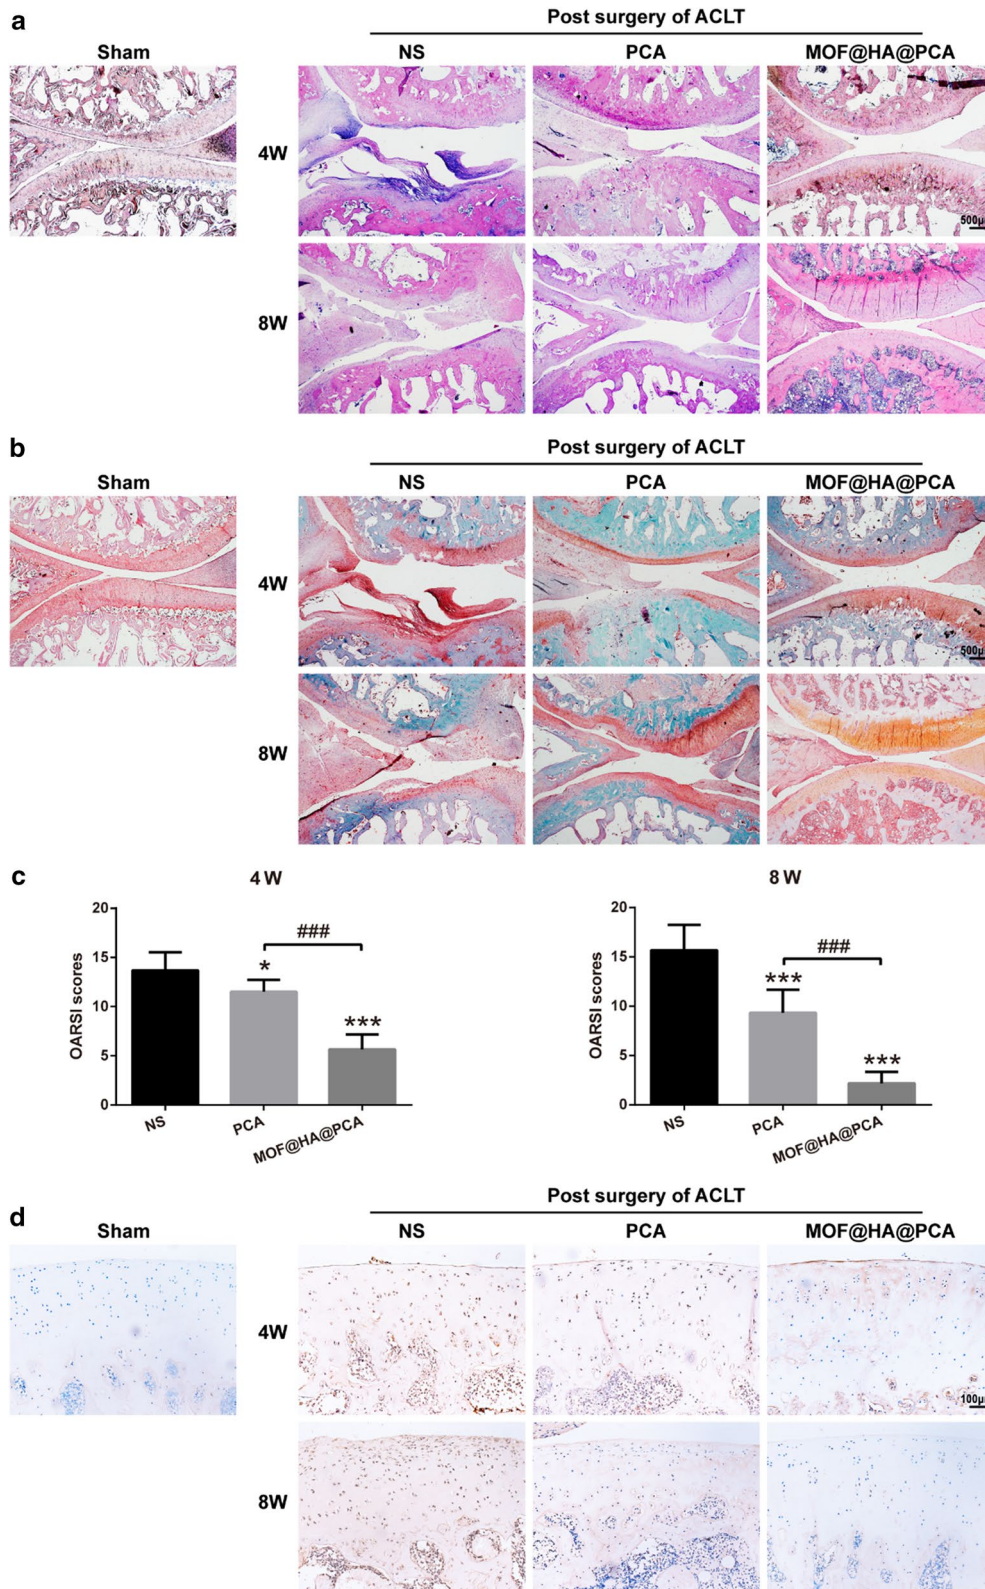 a
Post surgery of ACLT
Sham
NS
PCA
MOF@HA@PCA
4W
500μ
8W
b
Post surgery of ACLT
Sham
NS
PCA
MOF@HA@PCA
4W
500μ
8W
c
4 W
8 W
20
15
10
5
0
OARSI scores
*
***
###
NS
PCA
MOF@HA@PCA
20
15
10
5
0
OARSI scores
***
***
###
NS
PCA
MOF@HA@PCA
d
Post surgery of ACLT
Sham
NS
PCA
MOF@HA@PCA
4W
100μ
8W